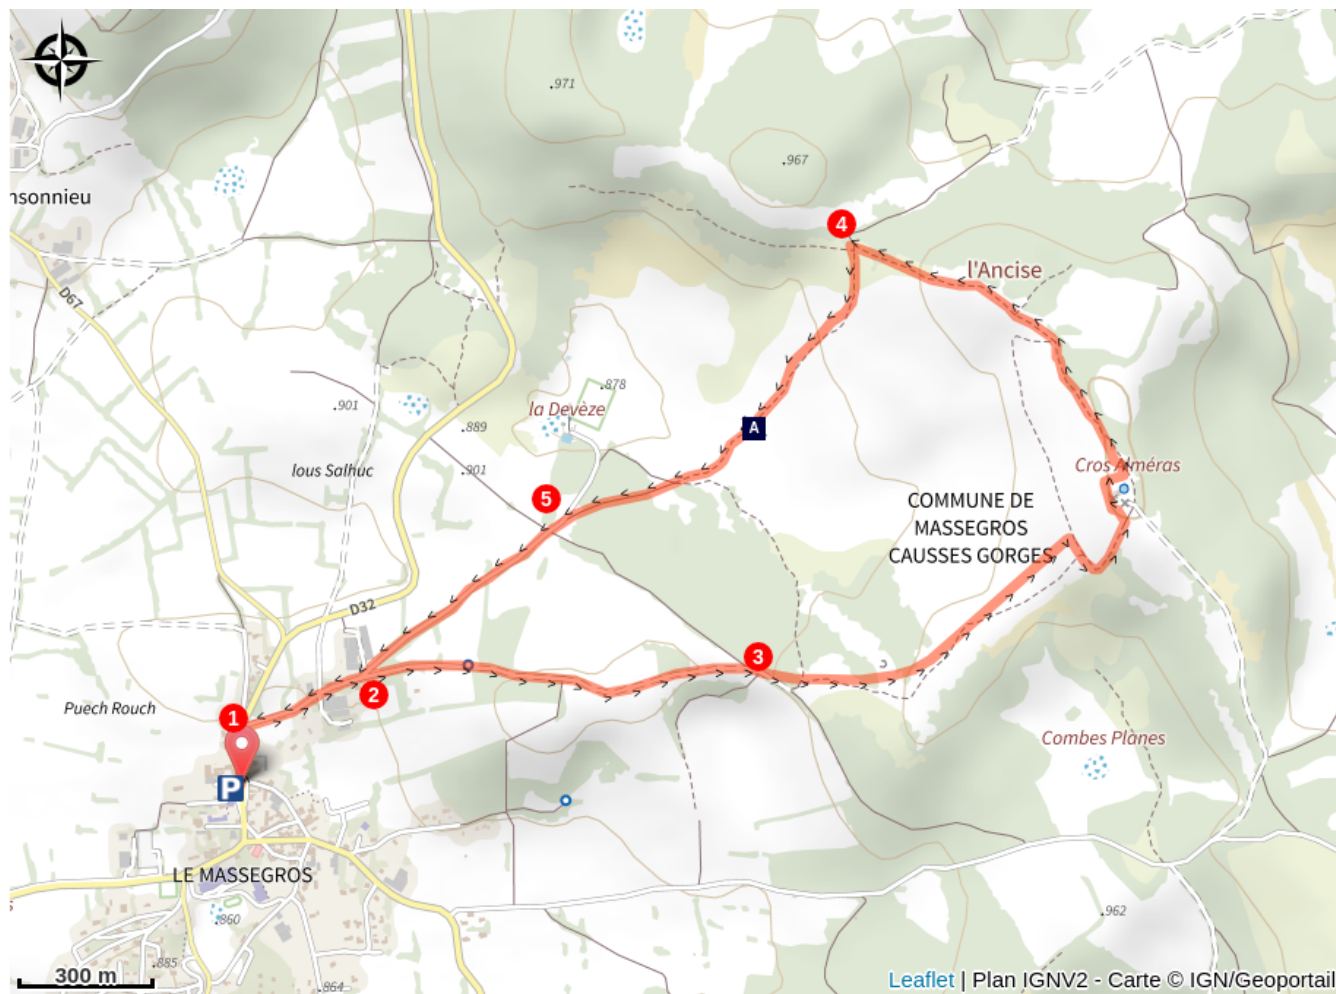 .971
.967
nsonnieu
4
l'Ancise
D67
.878
la Devèze
.901
.889
A
lous Salhuc
.901
Cros Alméras
5
COMMUNE DE
MASSEGROS
CAUSSES GORGES
D32
3
2
Puech Rouch
1
Combes Planes
P
LE MASSEGROS
.860
.962
.885
.864
300 m
Leaflet | Plan IGNV2 - Carte © IGN/Geoportail